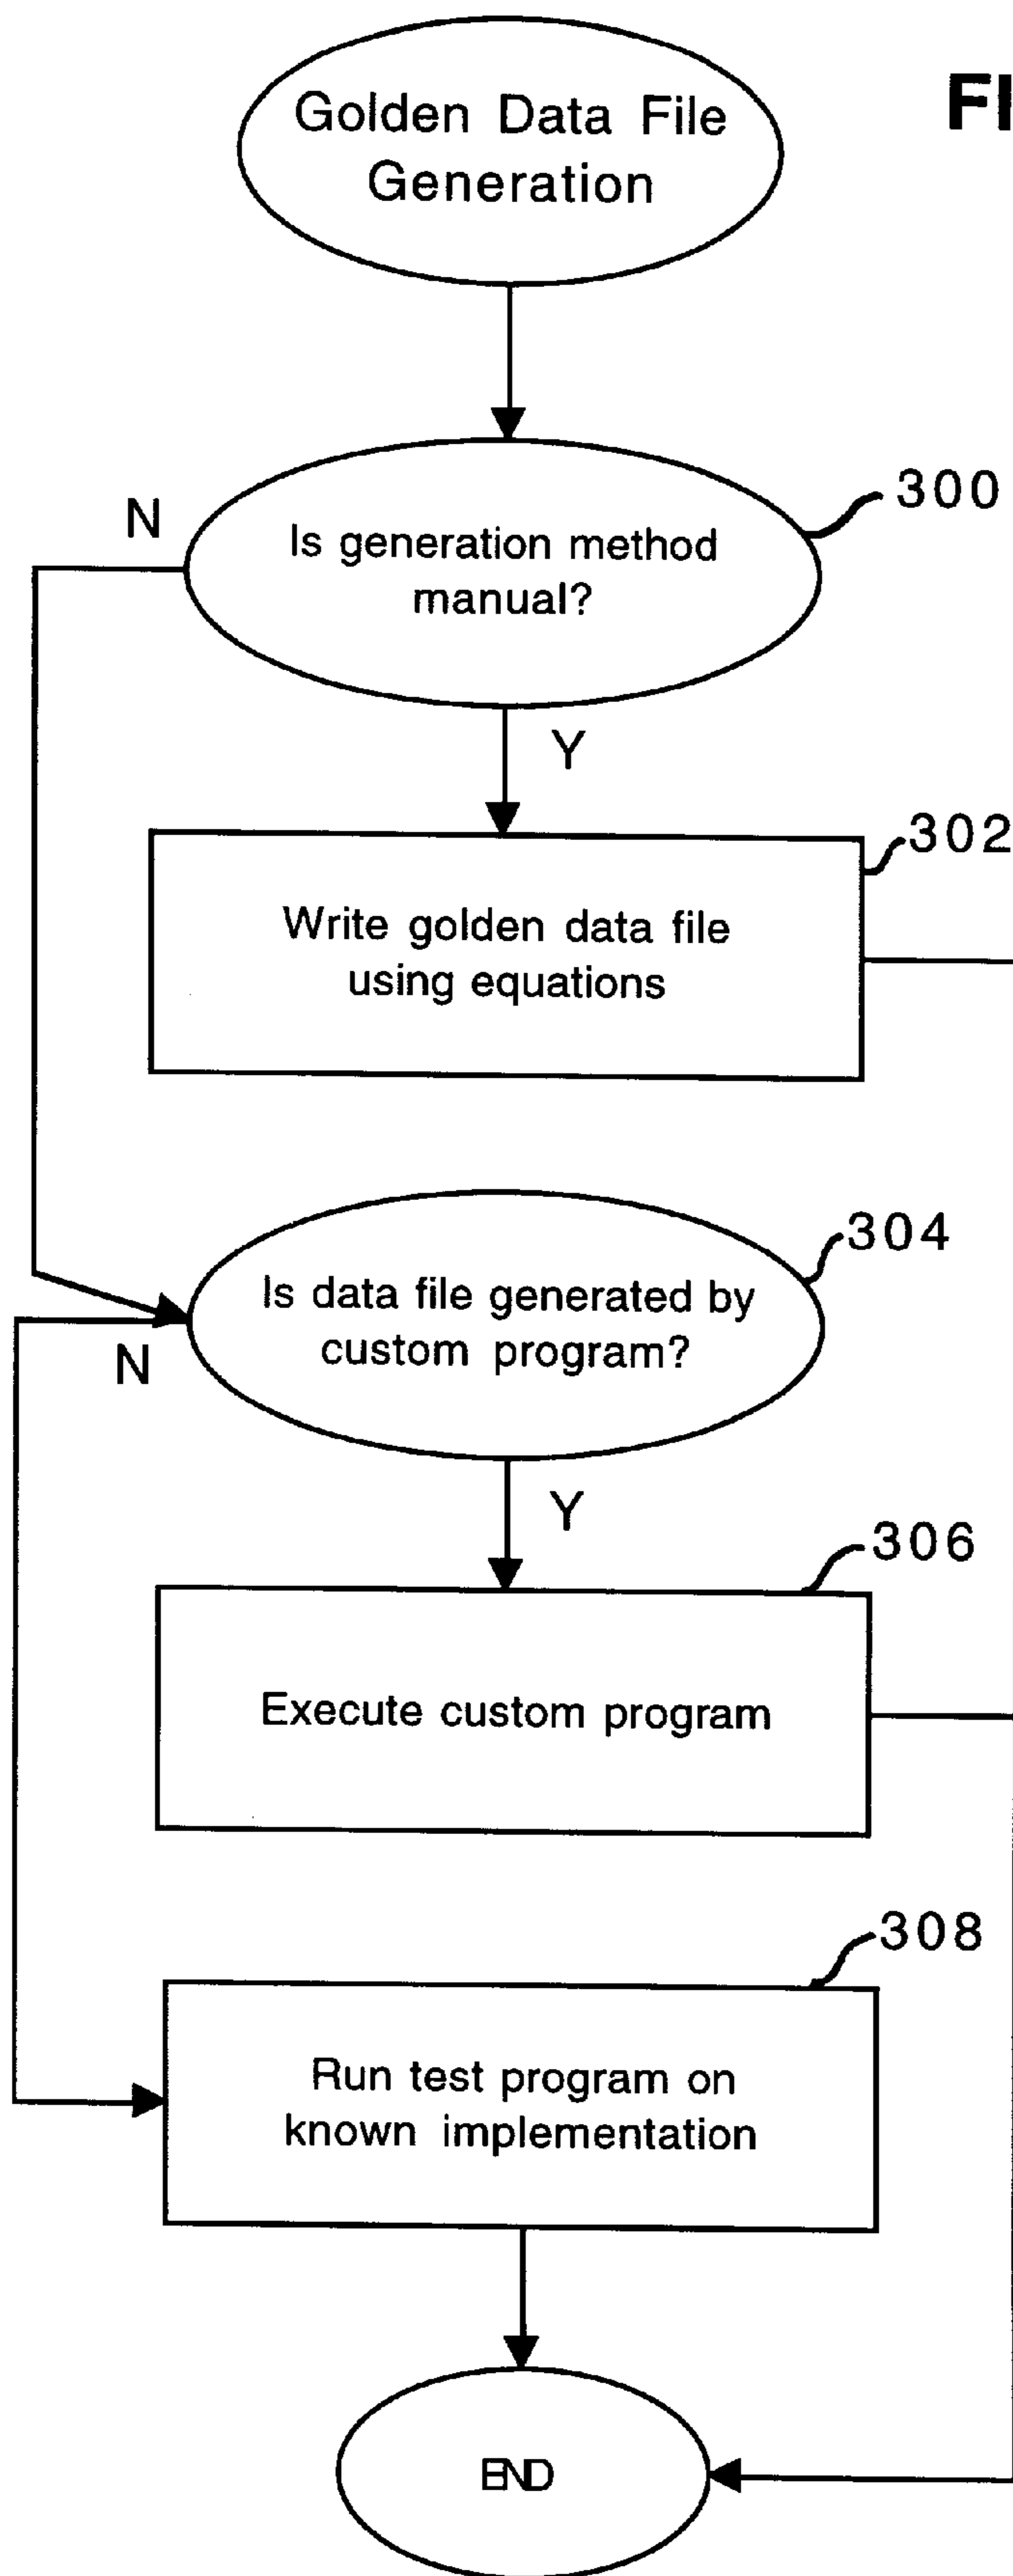 Golden Data File
Generation
FI
300
N
Is generation method
manual?
Y
302
Write golden data file
using equations
304
Is data file generated by
custom program?
N
Y
306
Execute custom program
308
Run test program on
known implementation
END